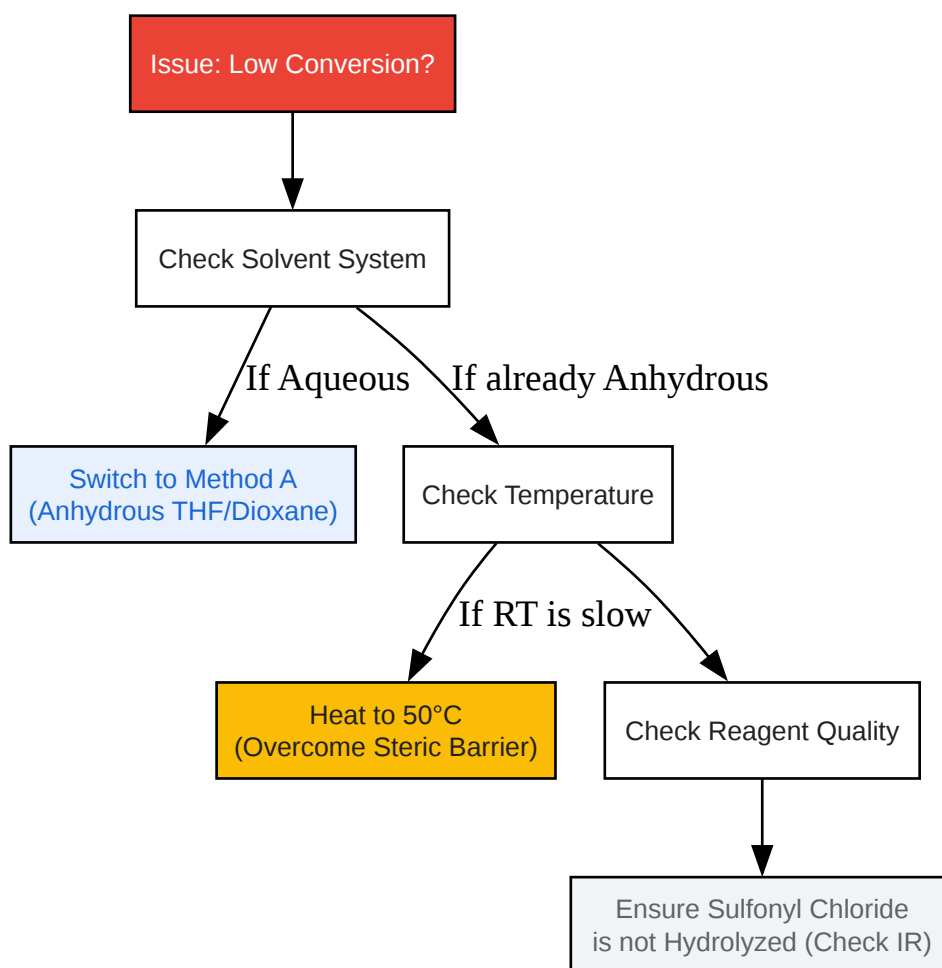 Issue: Low Conversion?
Check Solvent System
If Aqueous
If already Anhydrous
Switch to Method A
(Anhydrous THF/Dioxane)
Check Temperature
If RT is slow
Heat to 50°C
(Overcome Steric Barrier)
Check Reagent Quality
Ensure Sulfonyl Chloride
is not Hydrolyzed (Check IR)